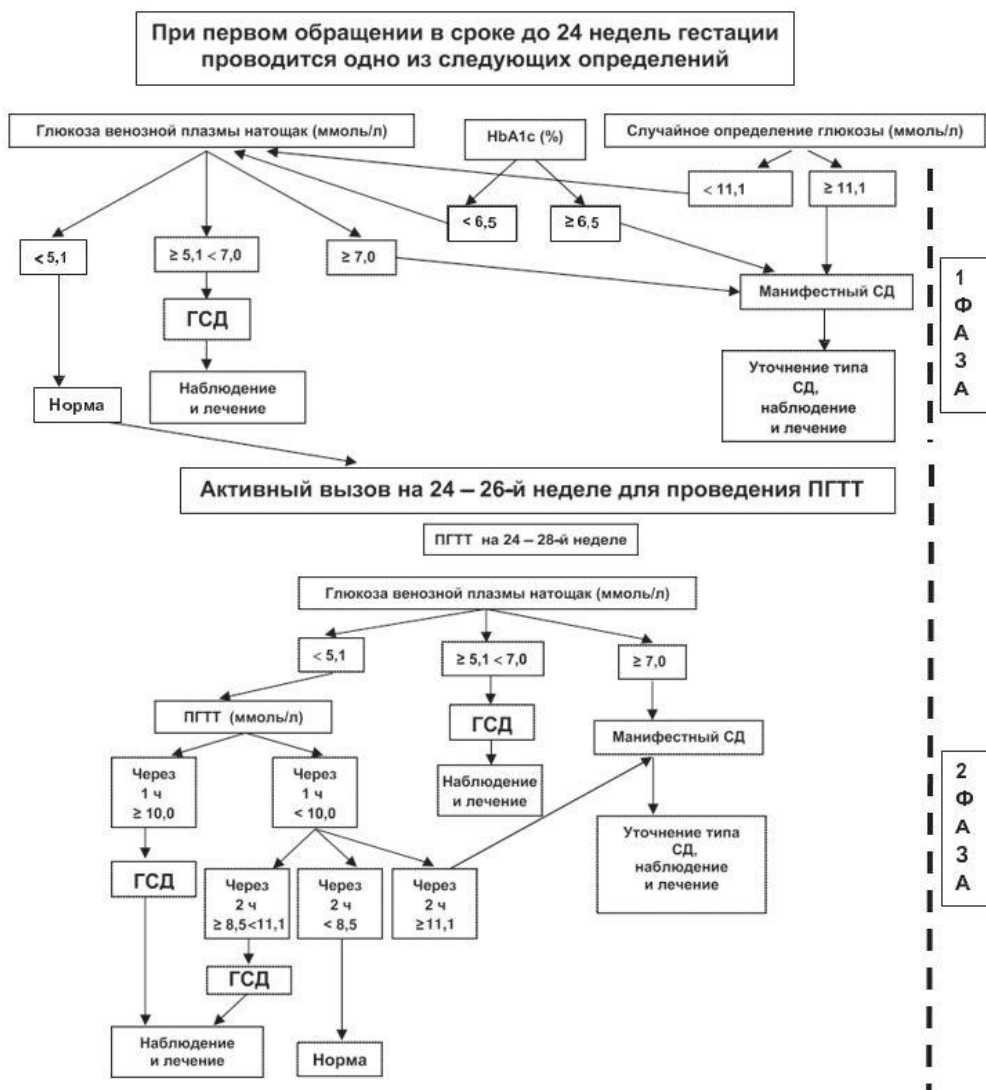 При первом обращении в сроке до 24 недель гестации
проводится одно из следующих определений
Глюкоза венозной плазмы натощак (ммоль/л)
HbA1c (%)
Случайное определение глюкозы (ммоль/л)
< 11,1
≥ 11,1
< 6,5
≥ 6,5
< 5,1
≥ 5,1 < 7,0
≥ 7,0
Манифестный СД
ГСД
Наблюдение
и лечение
Норма
Уточнение типа
СД,
наблюдение
и лечение
1
Ф
А
З
А
Активный вызов на 24 – 26-й неделе для проведения ПГТТ
ПГТТ на 24 – 28-й неделе
Глюкоза венозной плазмы натощак (ммоль/л)
< 5,1
≥ 5,1 < 7,0
≥ 7,0
ПГТТ (ммоль/л)
ГСД
Манифестный СД
Через
1 ч
≥ 10,0
Через
1 ч
< 10,0
Наблюдение
и лечение
Уточнение типа
СД,
наблюдение
и лечение
ГСД
Через
2 ч
≥ 8,5<11,1
Через
2 ч
< 8,5
Через
2 ч
≥11,1
ГСД
Наблюдение
и лечение
Норма
2
Ф
А
З
А